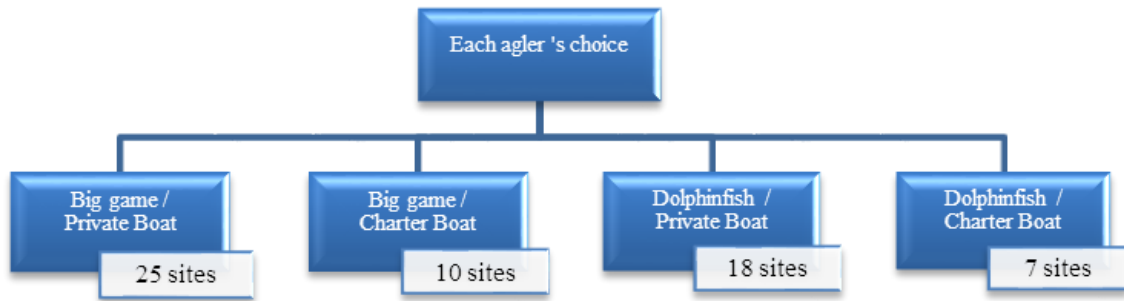 Each agler 's choice
Big game /
Private Boat
25 sites
Big game /
Charter Boat
10 sites
Dolphinfish /
Private Boat
18 sites
Dolphinfish /
Charter Boat
7 sites